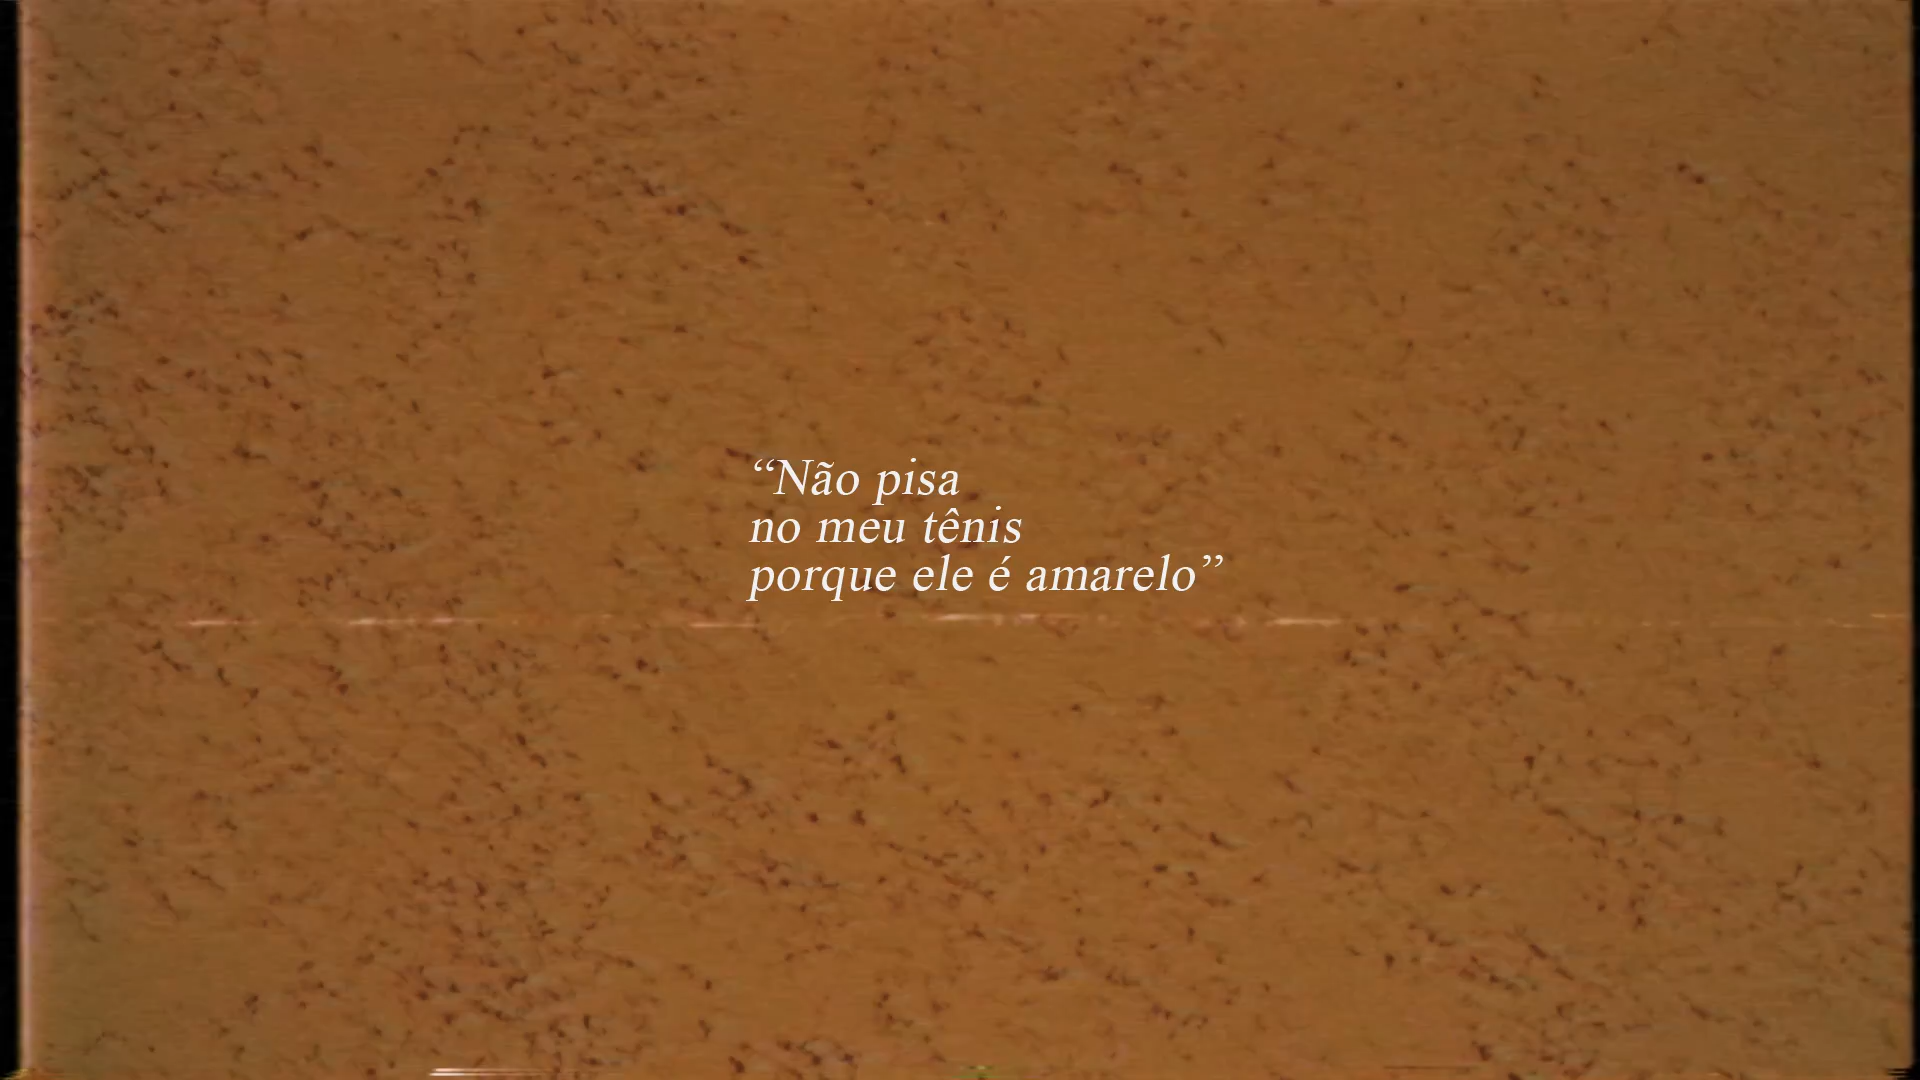 “Não pisa
no meu tênis
porque ele é amarelo”